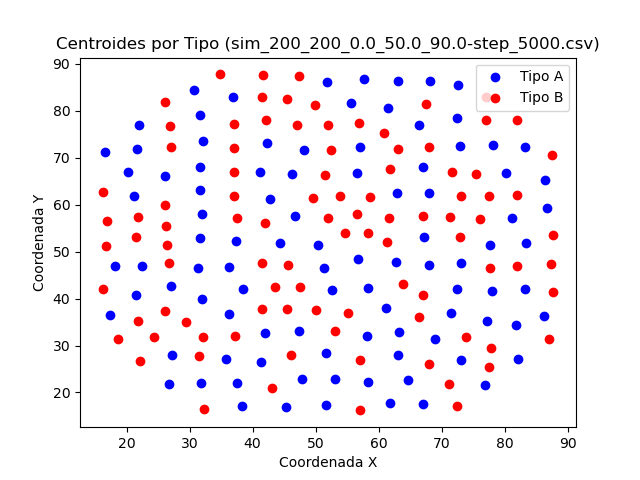 Centroides por Tipo (sim_200_200_0.0_50.0_90.0-step_5000.csv)
Tipo A
Tipo B
90
80
70
60
50
40
30
20
Coordenada Y
20 30 40 50 60 70 80 90
Coordenada X